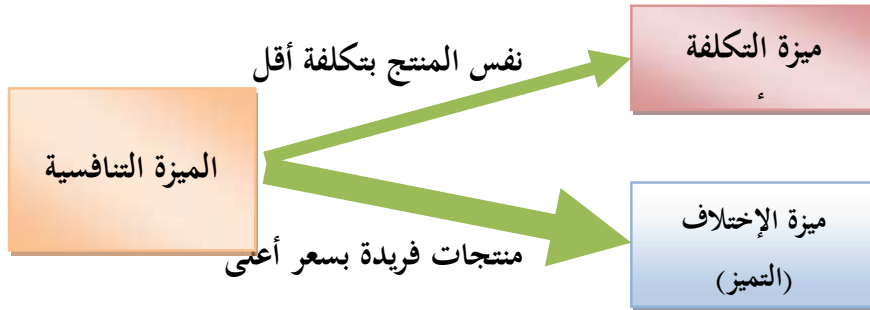 ميزة التكلفة
نفس المنتج بتكلفة أقل
الميزة التنافسية
ميزة الإختلاف
(التميز)
منتجات فريدة بسعر أعلى